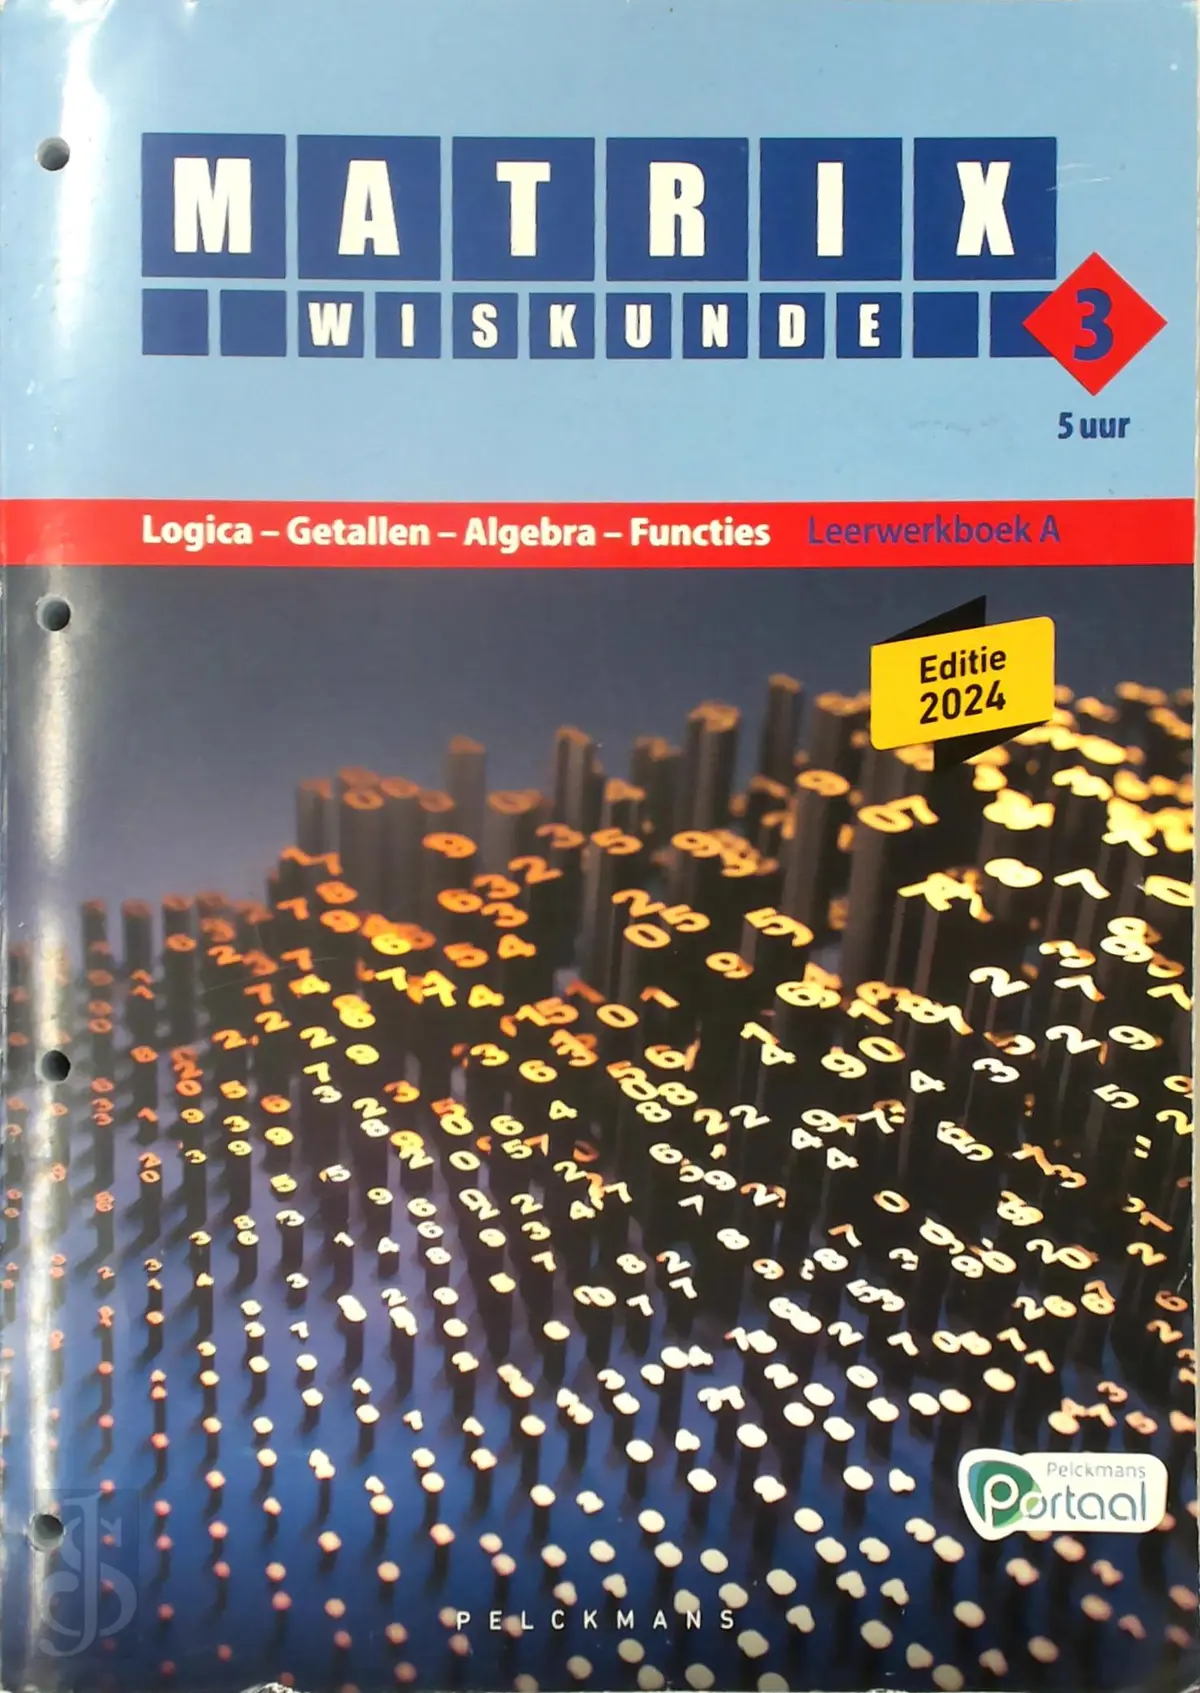 MATRIX
WISKUNDE
3
5 uur
Logica – Getallen – Algebra – Functies Leerwerkboek A
Editie
2024
Pelckmans
Portaal
PELCKMANS